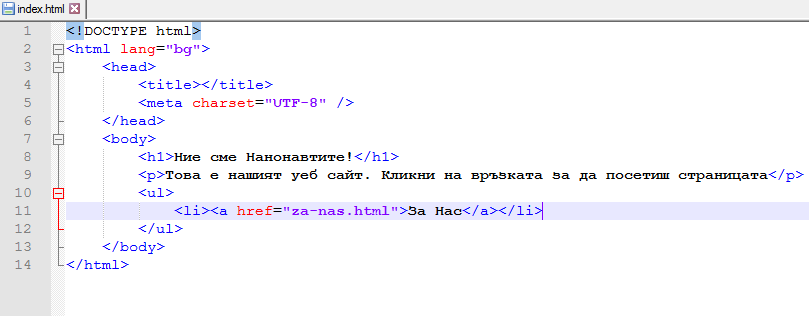 index.html
1 <!DOCTYPE html>
2 <html lang="bg">
3 <head>
4 <title></title>
5 <meta charset="UTF-8" />
6 </head>
7 <body>
8 <h1>Ние сме Нанонавтите!</h1>
9 <p>Това е нашият уеб сайт. Кликни на връзката за да посетиш страницата</p>
10 <ul>
11 <li><a href="za-nas.html">За Нас</a></li>
12 </ul>
13 </body>
14 </html>